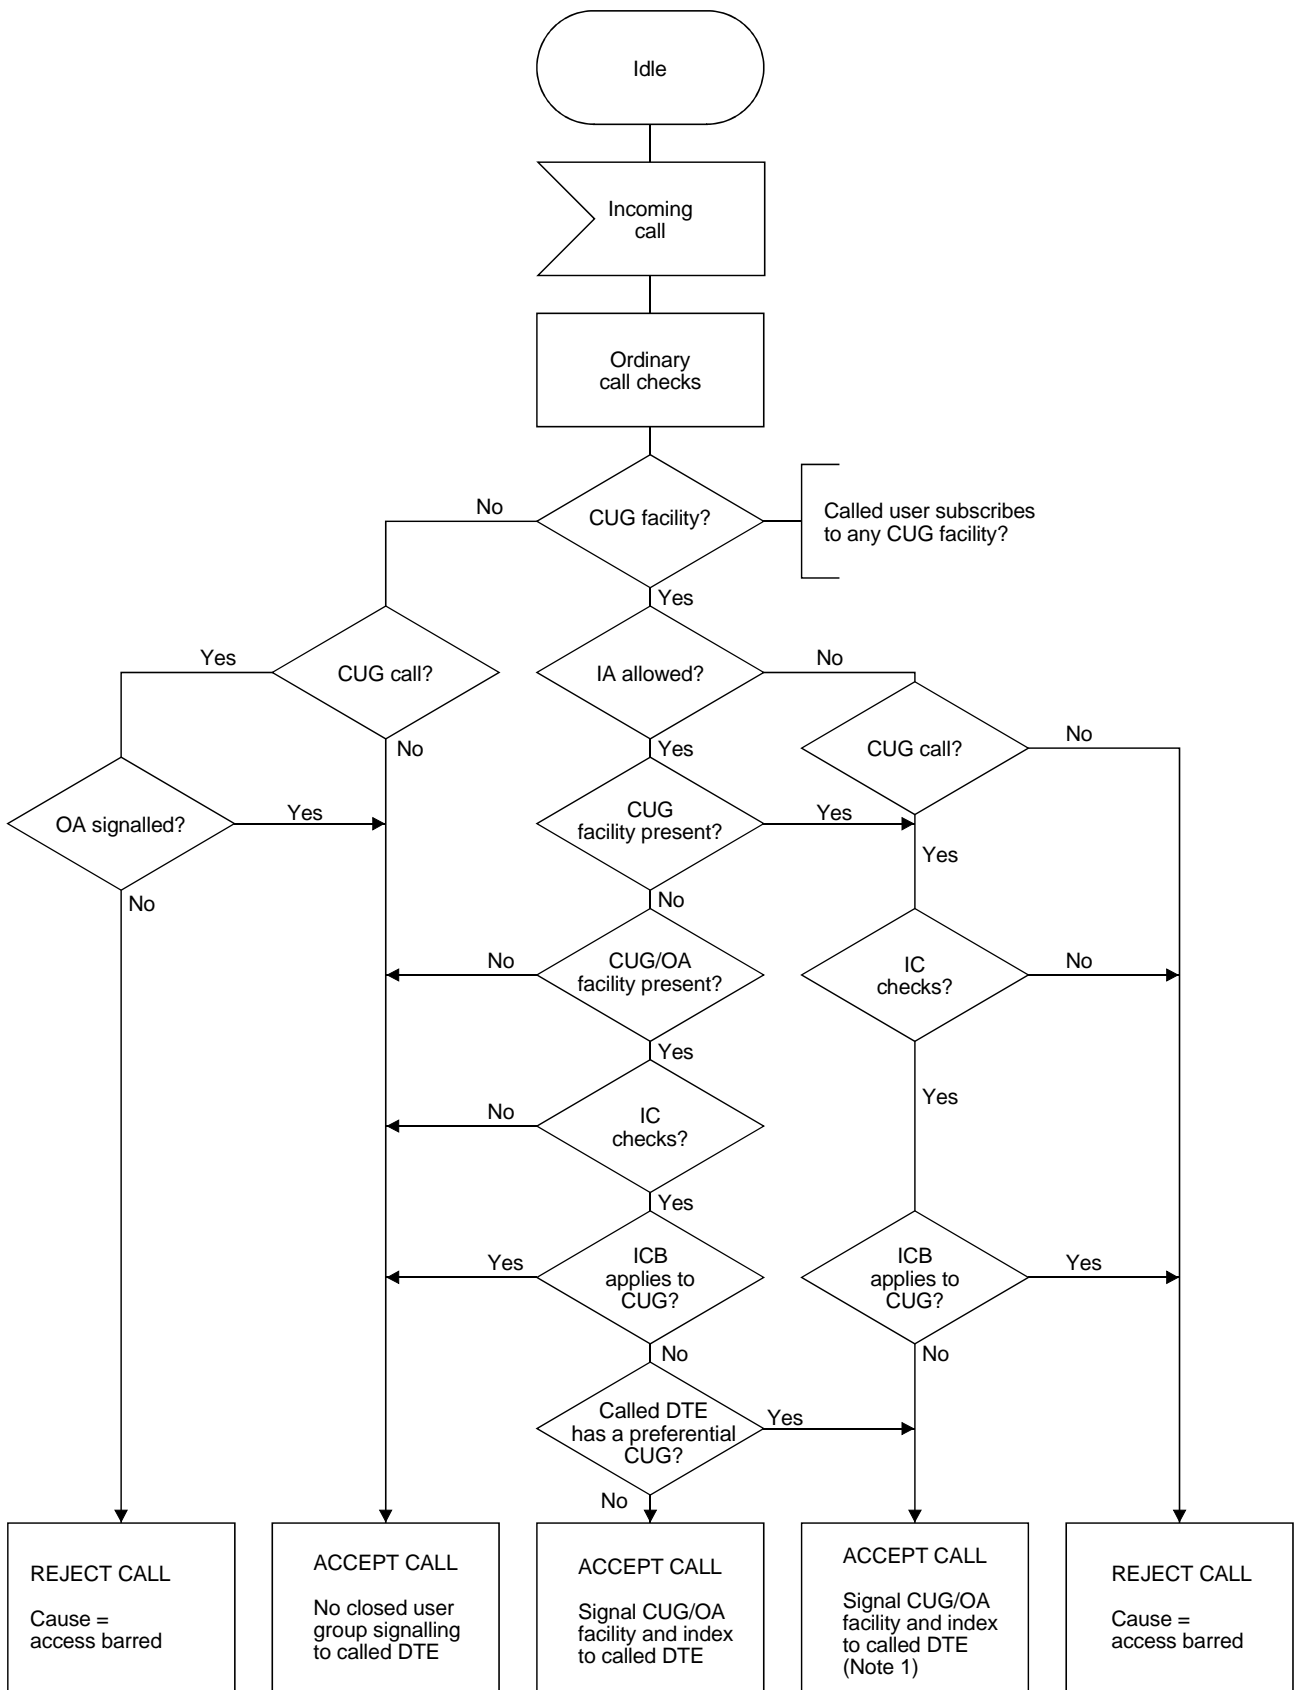 Idle
Incoming
call
Ordinary
call checks
No
CUG facility?
Called user subscribes
to any CUG facility?
Yes
Yes
CUG call?
IA allowed?
No
No
Yes
CUG call?
No
OA signalled?
Yes
CUG
facility present?
Yes
Yes
No
No
No
CUG/OA
facility present?
IC
checks?
No
Yes
Yes
No
IC
checks?
Yes
Yes
ICB
applies to
CUG?
ICB
applies to
CUG?
Yes
No
No
Called DTE
has a preferential
CUG?
Yes
No
REJECT CALL
Cause =
access barred
ACCEPT CALL
No closed user
group signalling
to called DTE
ACCEPT CALL
Signal CUG/OA
facility and index
to called DTE
ACCEPT CALL
Signal CUG/OA
facility and index
to called DTE
(Note 1)
REJECT CALL
Cause =
access barred